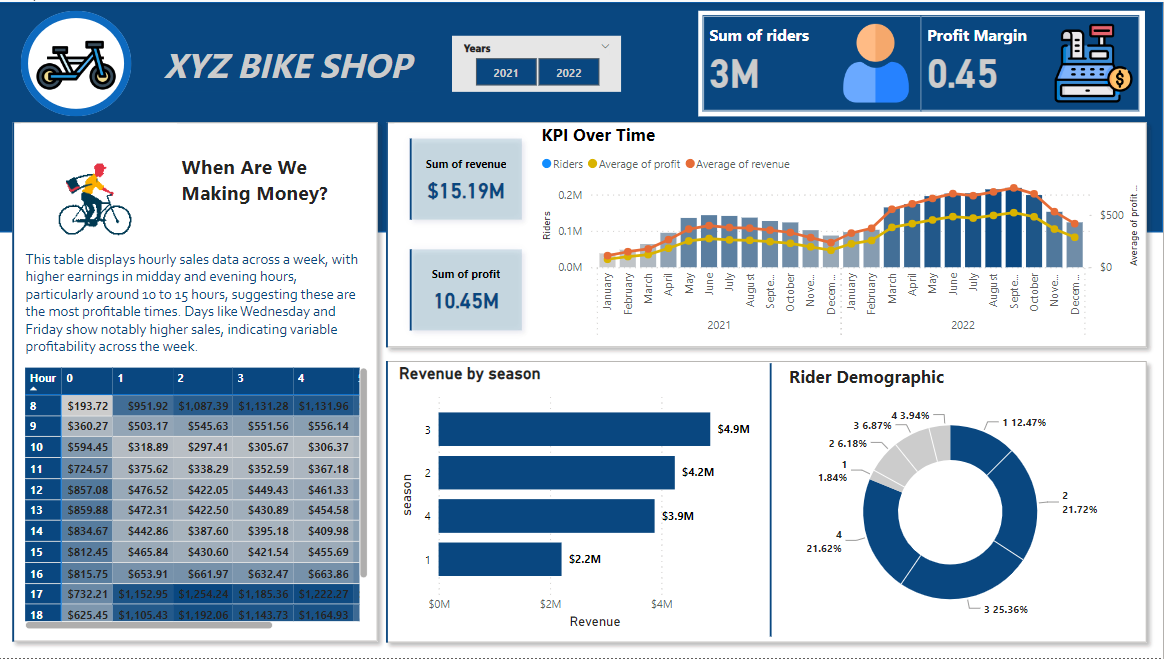 XYZ BIKE SHOP
Years
2021
2022
Sum of riders
3M
Profit Margin
0.45
When Are We
Making Money?
This table displays hourly sales data across a week, with
higher earnings in midday and evening hours,
particularly around 10 to 15 hours, suggesting these are
the most profitable times. Days like Wednesday and
Friday show notably higher sales, indicating variable
profitability across the week.
Hour 0 1 2 3 4
8 $193.72 $951.92 $1,087.39 $1,131.28 $1,131.96
9 $360.27 $503.17 $545.63 $551.56 $556.14
10 $594.45 $318.89 $297.41 $305.67 $306.37
11 $724.57 $375.62 $338.29 $352.59 $367.18
12 $857.08 $476.52 $422.05 $449.43 $461.33
13 $859.88 $472.31 $422.50 $430.89 $454.58
14 $834.67 $442.86 $387.60 $395.18 $409.98
15 $812.45 $465.84 $430.60 $421.54 $455.69
16 $815.75 $653.91 $661.97 $632.47 $663.86
17 $732.21 $1,152.95 $1,254.24 $1,185.36 $1,222.27
18 $625.45 $1,105.43 $1,192.06 $1,143.73 $1,164.93
Sum of revenue
$15.19M
Sum of profit
10.45M
KPI Over Time
Riders Average of profit Average of revenue
Riders
0.2M
0.1M
0.0M
$500
$0
Average of profit ...
January February March April May June July August Septe... October Nove... Decem... January February March April May June July August Septe... October Nove... Decem...
2021 2022
Revenue by season
season
3 $4.9M
2 $4.2M
4 $3.9M
1 $2.2M
$0M $2M $4M
Revenue
Rider Demographic
1 12.47%
2
21.72%
3 25.36%
4
21.62%
1
1.84%
2 6.18%
3 6.87%
4 3.94%